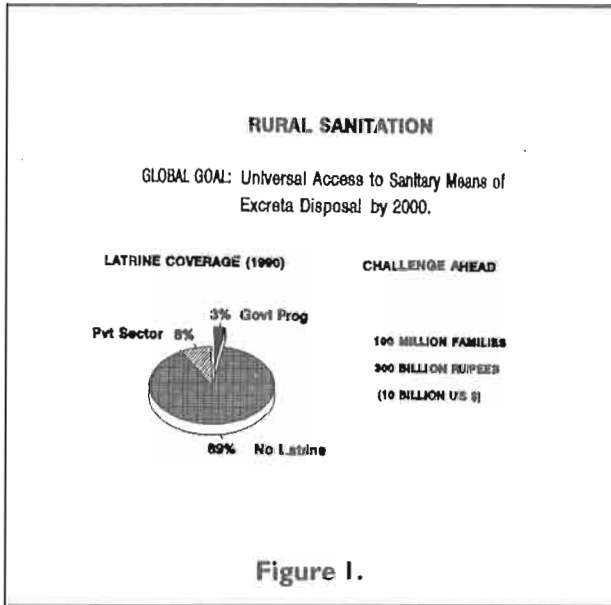 RURAL SANITATION
GLOBAL GOAL: Universal Access to Sanitary Means of
Excreta Disposal by 2000.
LATRINE COVERAGE (1990)
CHALLENGE AHEAD
3% Govt Prog
Pvt Sector 8%
100 MILLION FAMILIES
300 BILLION RUPEES
(10 BILLION US $)
89% No Latrine
Figure 1.